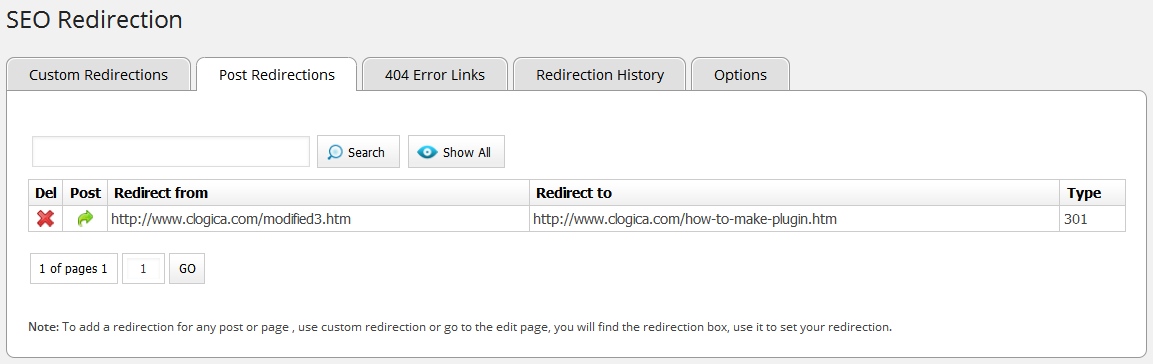 SEO Redirection
Custom Redirections Post Redirections 404 Error Links Redirection History Options
Search Show All
Del Post Redirect from Redirect to Type
http://www.clogica.com/modified3.htm http://www.clogica.com/how-to-make-plugin.htm 301
1 of pages 1 1 GO
Note: To add a redirection for any post or page , use custom redirection or go to the edit page, you will find the redirection box, use it to set your redirection.